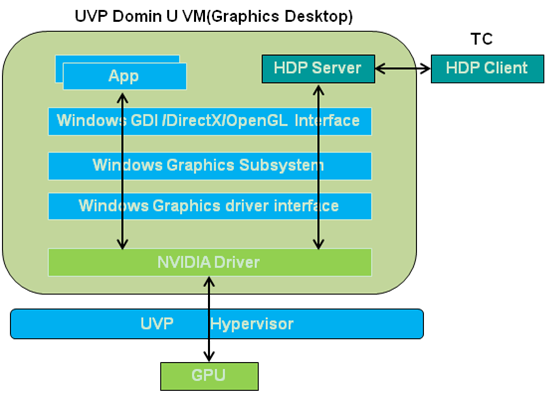 UVP Domin U VM(Graphics Desktop)
TC
App
HDP Server
HDP Client
Windows GDI /DirectX/OpenGL Interface
Windows Graphics Subsystem
Windows Graphics driver interface
NVIDIA Driver
UVP Hypervisor
GPU